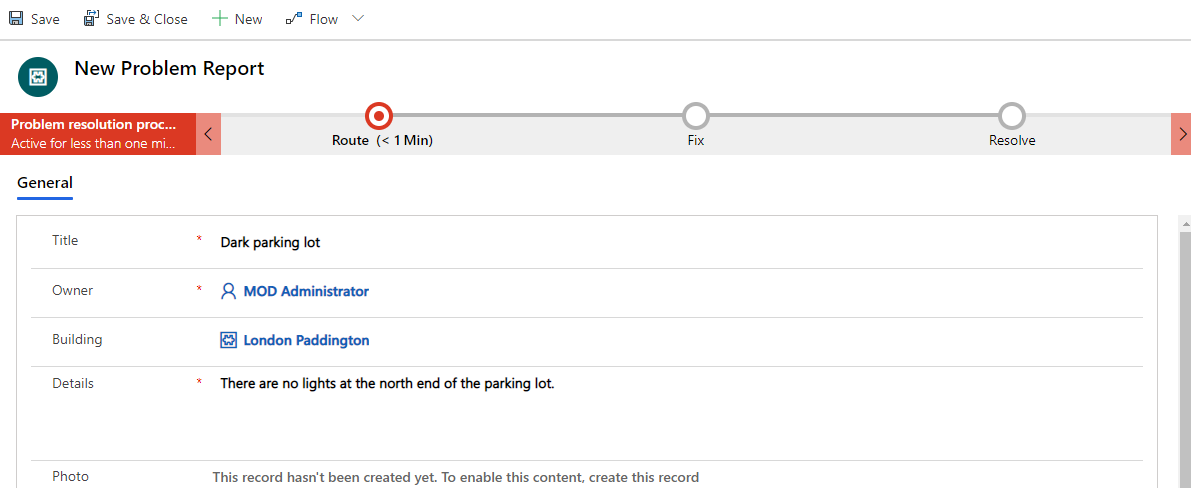 Save Save & Close New Flow
New Problem Report
Problem resolution proc...
Active for less than one mi...
Route (< 1 Min) Fix Resolve
General
Title * Dark parking lot
Owner * MOD Administrator
Building London Paddington
Details * There are no lights at the north end of the parking lot.
Photo This record hasn't been created yet. To enable this content, create this record